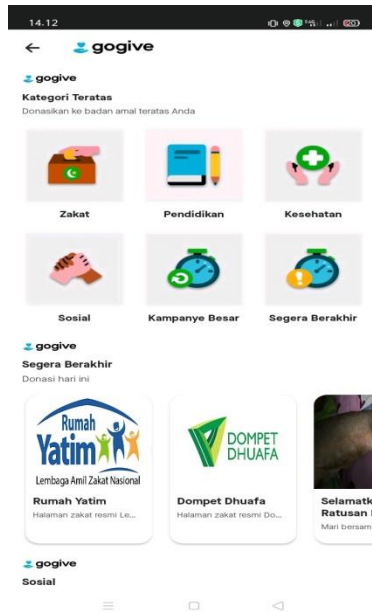 14.12
gogive
gogive
Kategori Teratas
Donasikan ke badan amal teratas Anda
Zakat
Pendidikan
Kesehatan
Sosial
Kampanye Besar
Segera Berakhir
gogive
Segera Berakhir
Donasi hari ini
Rumah
Yatim
Lembaga Amil Zakat Nasional
Rumah Yatim
Halaman zakat resmi Le...
DOMPET
DHUAFA
Dompet Dhuafa
Halaman zakat resmi Do...
Selamatk
Ratusan
Mari bersam
gogive
Sosial